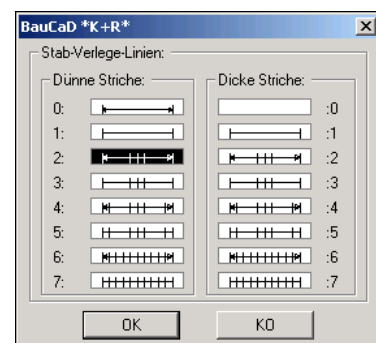 BauCaD *K+R*
Stab-Verlege-Linien:
Dünne Striche: Dicke Striche:
0: :0
1: :1
2: :2
3: :3
4: :4
5: :5
6: :6
7: :7
OK KO